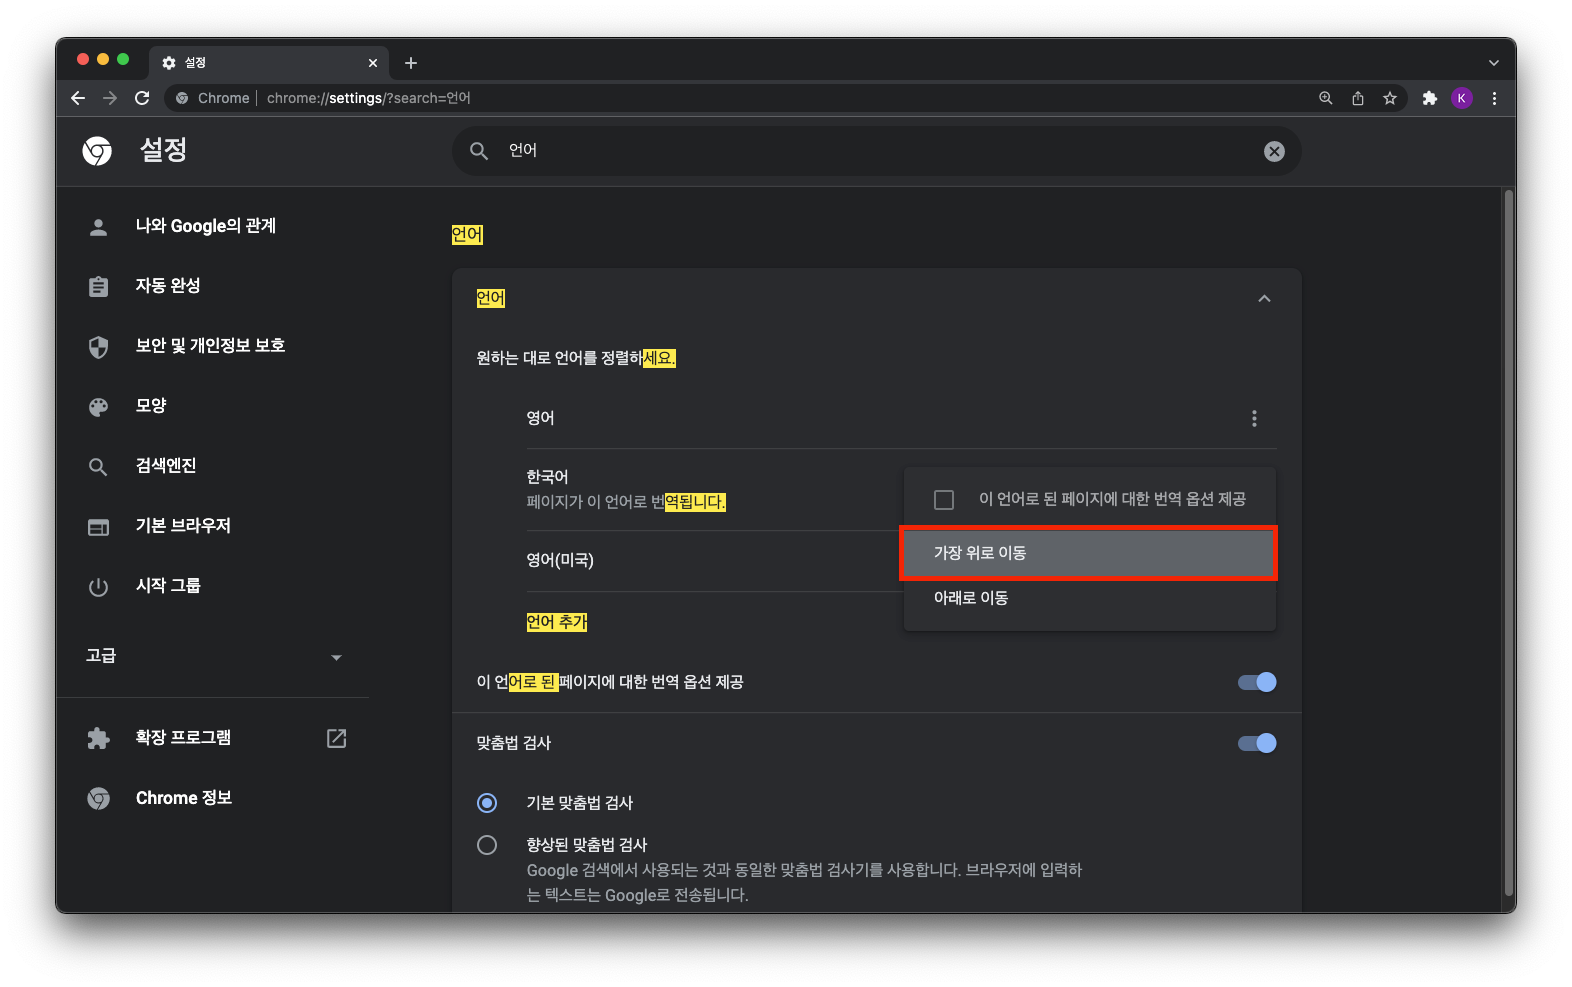 설정
Chrome
chrome://settings/?search=언어
K
설정
언어
나와 Google의 관계
자동 완성
보안 및 개인정보 보호
모양
검색엔진
기본 브라우저
시작 그룹
고급
확장 프로그램
Chrome 정보
언어
언어
원하는 대로 언어를 정렬하세요.
영어
한국어
페이지가 이 언어로 번역됩니다.
영어(미국)
언어 추가
이 언어로 된 페이지에 대한 번역 옵션 제공
가장 위로 이동
아래로 이동
이 언어로 된 페이지에 대한 번역 옵션 제공
맞춤법 검사
기본 맞춤법 검사
향상된 맞춤법 검사
Google 검색에서 사용되는 것과 동일한 맞춤법 검사기를 사용합니다. 브라우저에 입력하
는 텍스트는 Google로 전송됩니다.